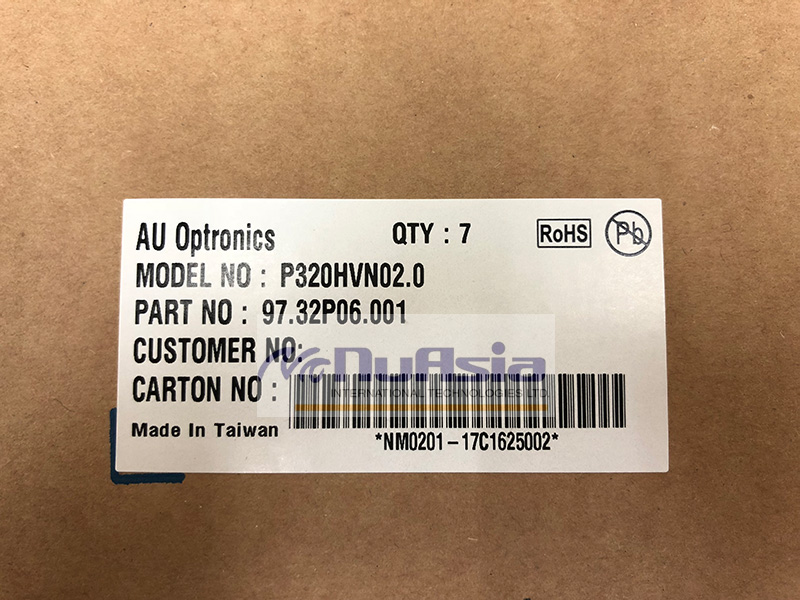 AU Optronics QTY : 7 RoHS Pb
MODEL NO : P320HVN02.0
PART NO : 97.32P06.001
CUSTOMER NO:
NuAsia
CARTON NO :
INTERNATIONAL TECHNOLOGIES LTD.
Made In Taiwan *NM0201-17C1625002*